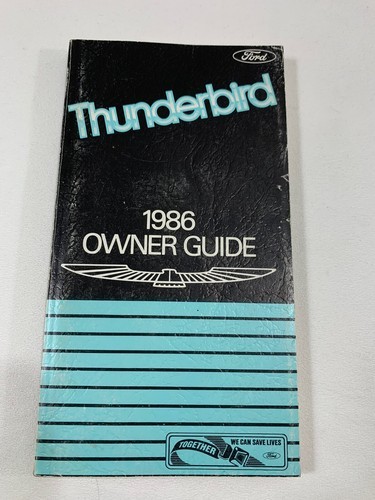 Ford
Thunderbird
1986
OWNER GUIDE
TOGETHER
WE CAN SAVE LIVES
Ford